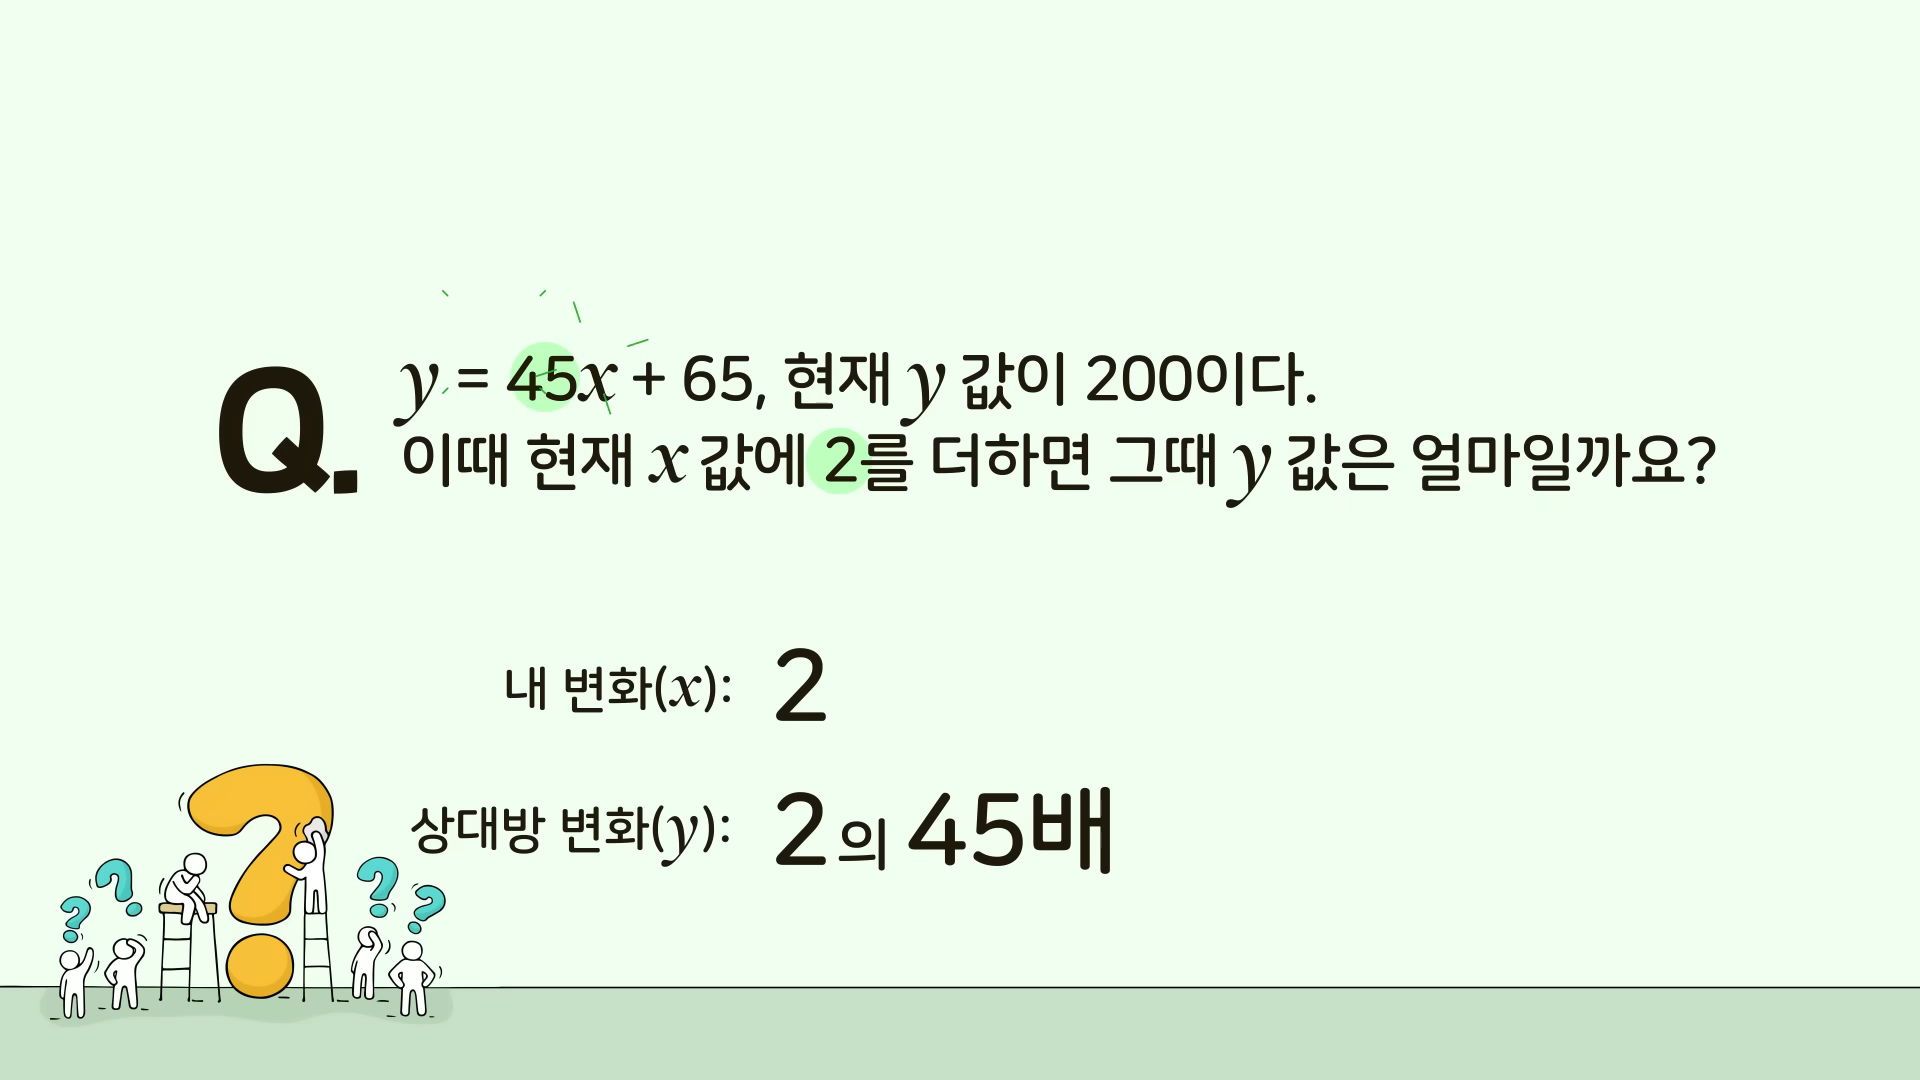 Q. y = 45x + 65, 현재 y 값이 200이다.
이때 현재 x 값에 2를 더하면 그때 y 값은 얼마일까요?
내 변화(x): 2
상대방 변화(y): 2의 45배